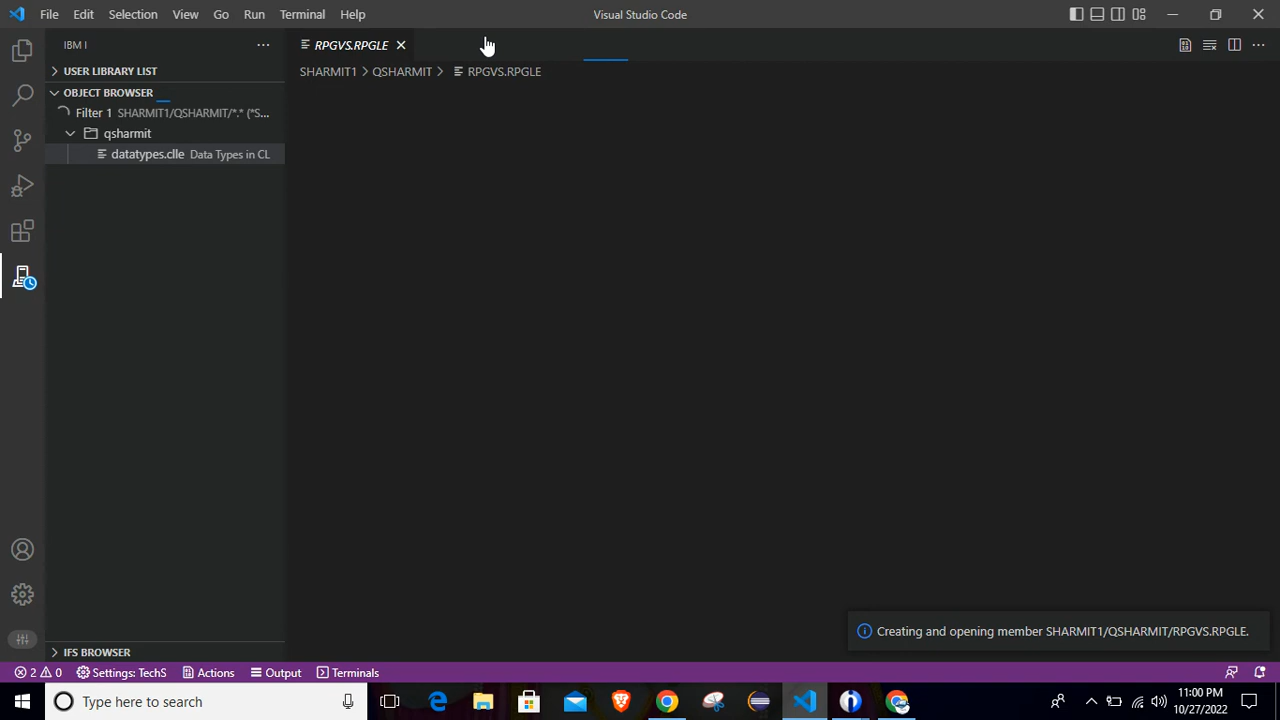 File Edit Selection View Go Run Terminal Help Visual Studio Code
IBM I
RPGVS.RPGLE
USER LIBRARY LIST
SHARMIT1 QSHARMIT RPGVS.RPGLE
OBJECT BROWSER
Filter 1 SHARMIT1/QSHARMIT/*.* (*S...
qsharmit
datatypes.clle Data Types in CL
Creating and opening member SHARMIT1/QSHARMIT/RPGVS.RPGLE.
IFS BROWSER
2 0 Settings: TechS Actions Output Terminals
Type here to search
11:00 PM
10/27/2022